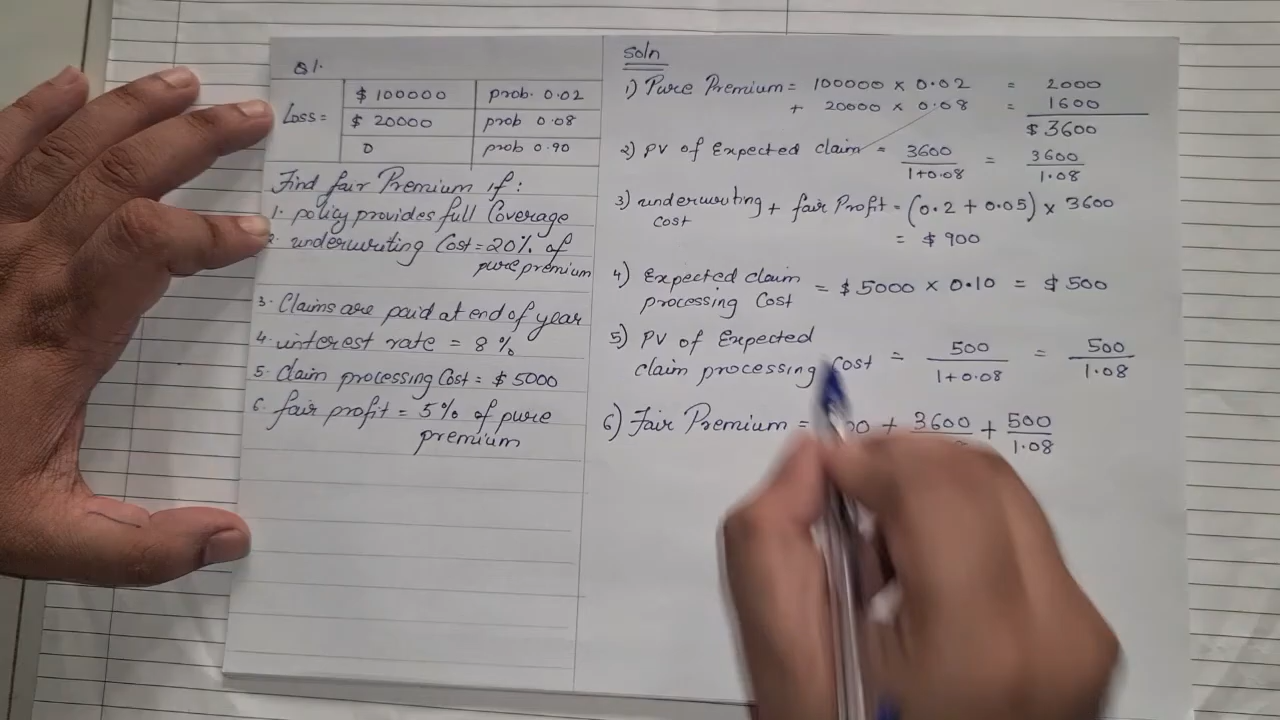 Q1.
Loss =
$ 100000 prob. 0.02
$ 20000 prob 0.08
0 prob 0.90
Find fair Premium if:
1. policy provides full Coverage
2. underwriting Cost = 20% of
pure premium
3. Claims are paid at end of year
4. interest rate = 8 %
5. Claim processing Cost = $ 5000
6. fair profit = 5% of pure
premium
Soln
1) Pure Premium = 100000 × 0.02 = 2000
+ 20000 × 0.08 = 1600
$ 3600
2) PV of Expected claim = 3600 / 1+0.08 = 3600 / 1.08
3) underwriting + fair Profit = (0.2 + 0.05) × 3600
cost
= $ 900
4) Expected claim
processing Cost = $ 5000 × 0.10 = $ 500
5) PV of Expected
claim processing Cost = 500 / 1+0.08 = 500 / 1.08
6) Fair Premium = 00 + 3600 + 500 / 1.08